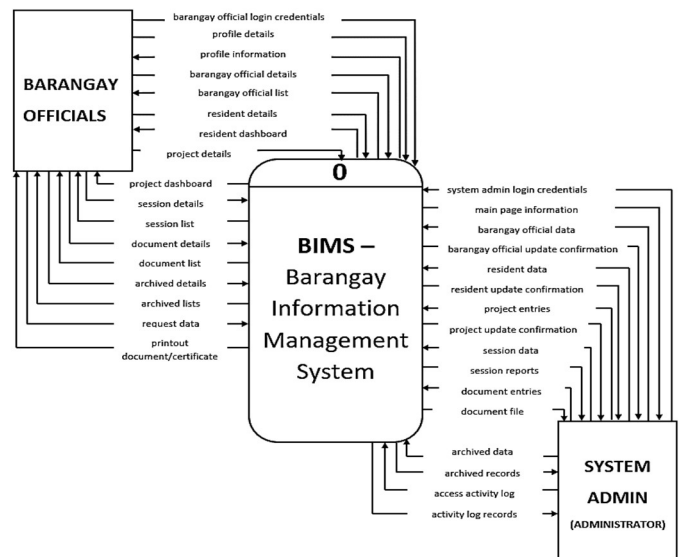 BARANGAY
OFFICIALS
barangay official login credentials
profile details
profile information
barangay official details
barangay official list
resident details
resident dashboard
project details
project dashboard
session details
session list
document details
document list
archived details
archived lists
request data
printout
document/certificate
0
BIMS –
Barangay
Information
Management
System
system admin login credentials
main page information
barangay official data
barangay official update confirmation
resident data
resident update confirmation
project entries
project update confirmation
session data
session reports
document entries
document file
archived data
archived records
access activity log
activity log records
SYSTEM
ADMIN
(ADMINISTRATOR)